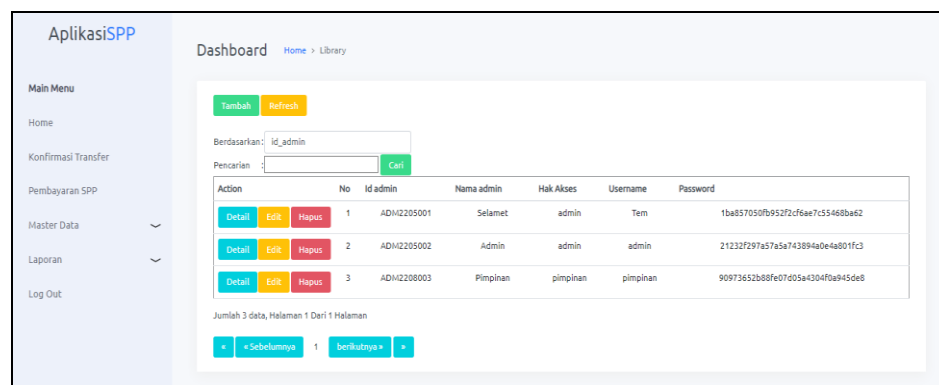 AplikasiSPP
Main Menu
Home
Konfirmasi Transfer
Pembayaran SPP
Master Data
Laporan
Log Out
Dashboard Home > Library
Tambah Refresh
Berdasarkan: id_admin
Pencarian : Cari
Action No Id admin Nama admin Hak Akses Username Password
Detail Edit Hapus 1 ADM2205001 Selamet admin Tem 1ba857050fb952f2cf6ae7c55468ba62
Detail Edit Hapus 2 ADM2205002 Admin admin admin 21232f297a57a5a743894a0e4a801fc3
Detail Edit Hapus 3 ADM2208003 Pimpinan pimpinan pimpinan 90973652b88fe07d05a4304f0a945de8
Jumlah 3 data, Halaman 1 Dari 1 Halaman
« « Sebelumnya 1 berikutnya » »